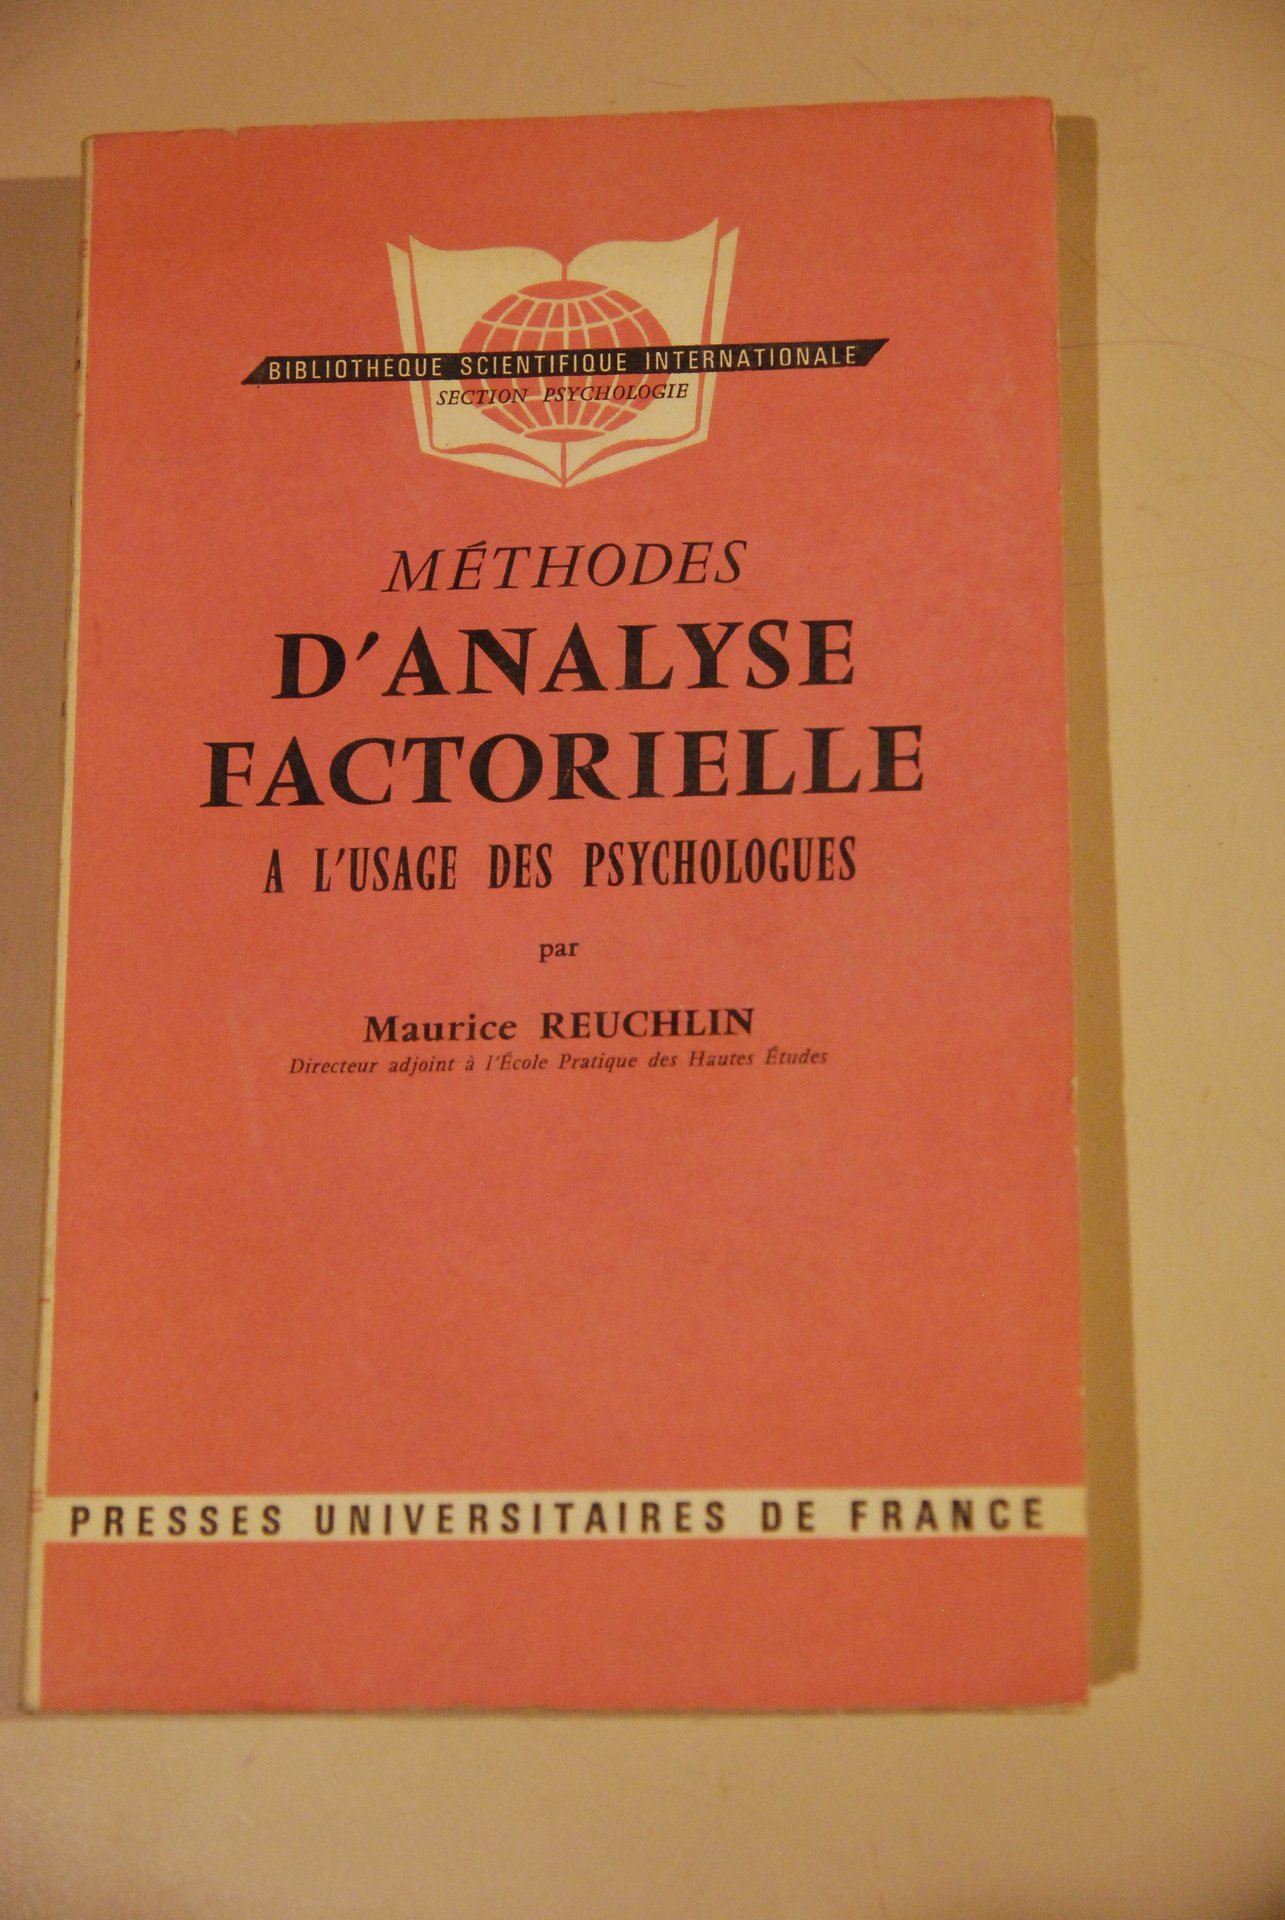 BIBLIOTHÈQUE SCIENTIFIQUE INTERNATIONALE
SECTION PSYCHOLOGIE
MÉTHODES
D'ANALYSE
FACTORIELLE
A L'USAGE DES PSYCHOLOGUES
par
Maurice REUCHLIN
Directeur adjoint à l'École Pratique des Hautes Études
PRESSES UNIVERSITAIRES DE FRANCE